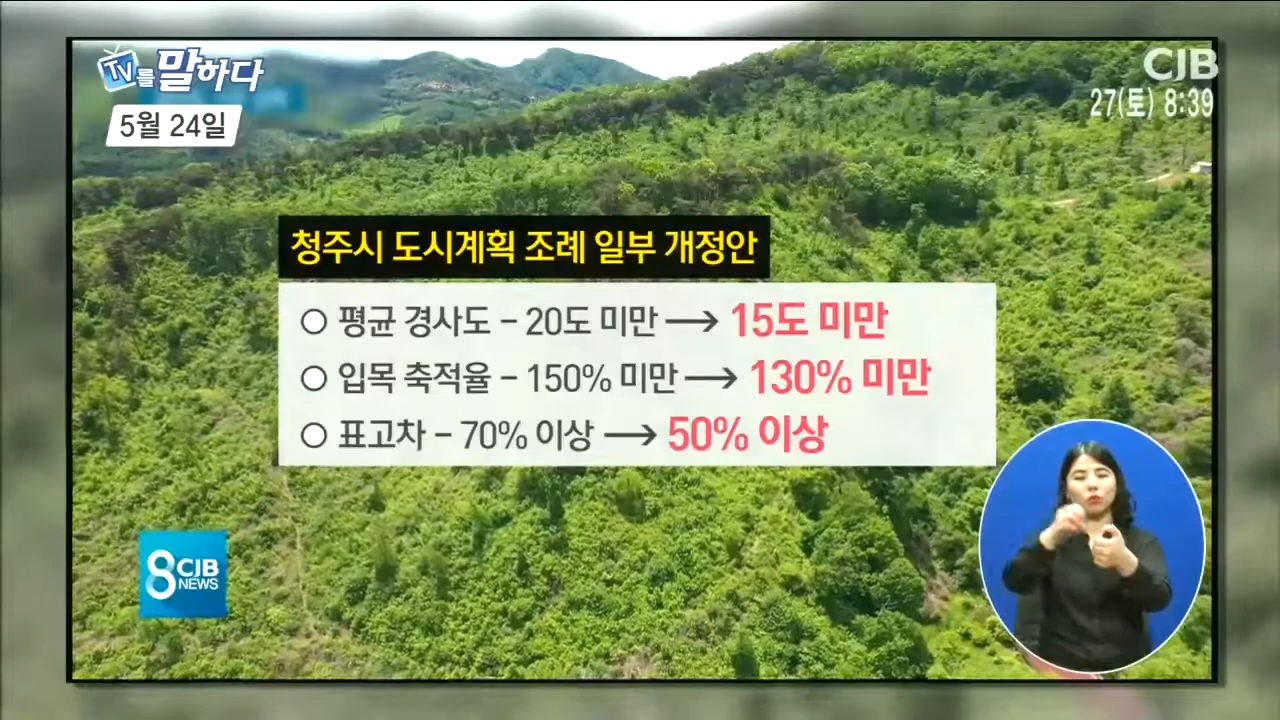 TV를 말하다
CJB
27(토) 8:39
5월 24일
청주시 도시계획 조례 일부 개정안
○ 평균 경사도 – 20도 미만 → 15도 미만
○ 입목 축적율 – 150% 미만 → 130% 미만
○ 표고차 – 70% 이상 → 50% 이상
8 CJB
NEWS